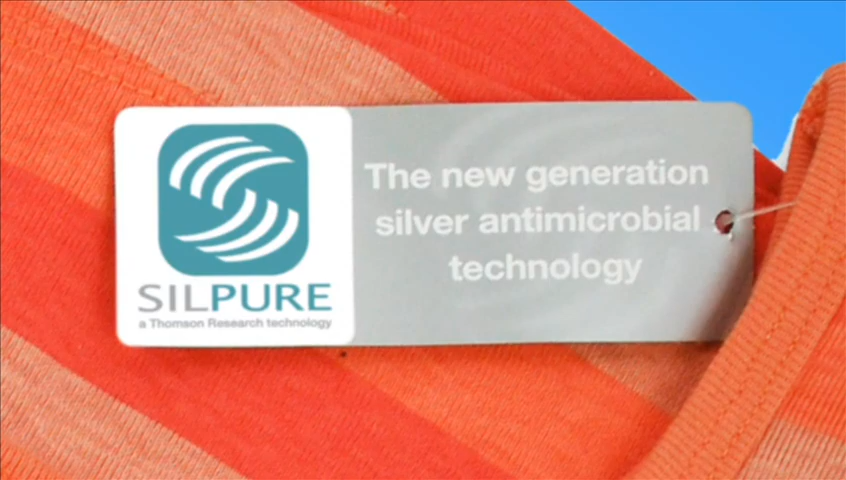 SILPURE
a Thomson Research technology
The new generation
silver antimicrobial
technology